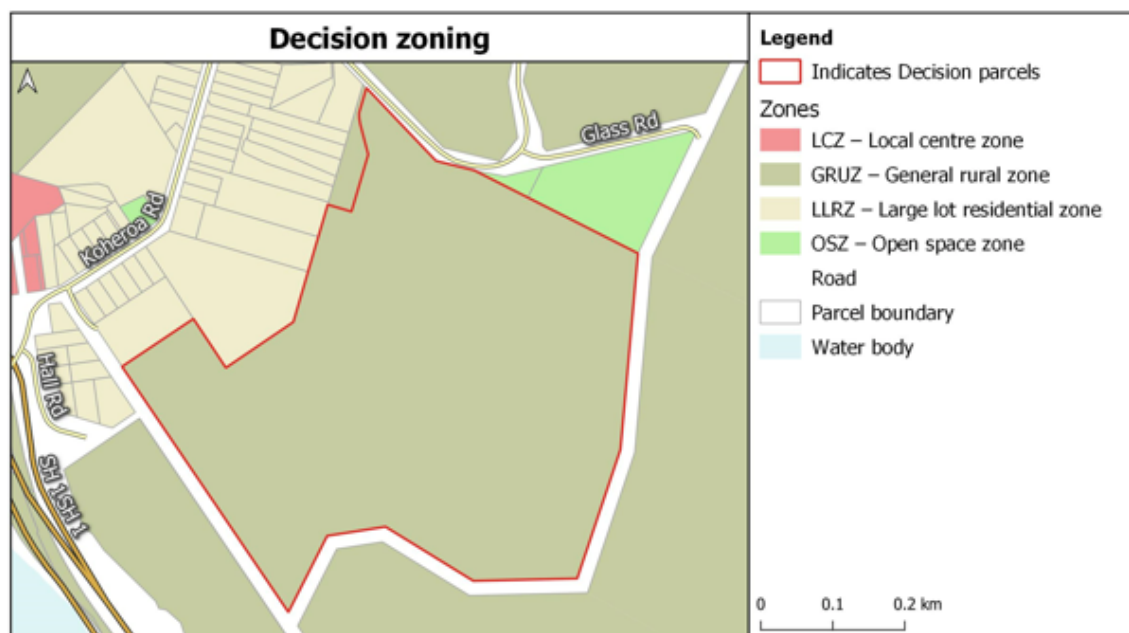 Decision zoning
Koheroa Rd
Glass Rd
Hall Rd
SH 1SH 1
Legend
Indicates Decision parcels
Zones
LCZ – Local centre zone
GRUZ – General rural zone
LLRZ – Large lot residential zone
OSZ – Open space zone
Road
Parcel boundary
Water body
0 0.1 0.2 km